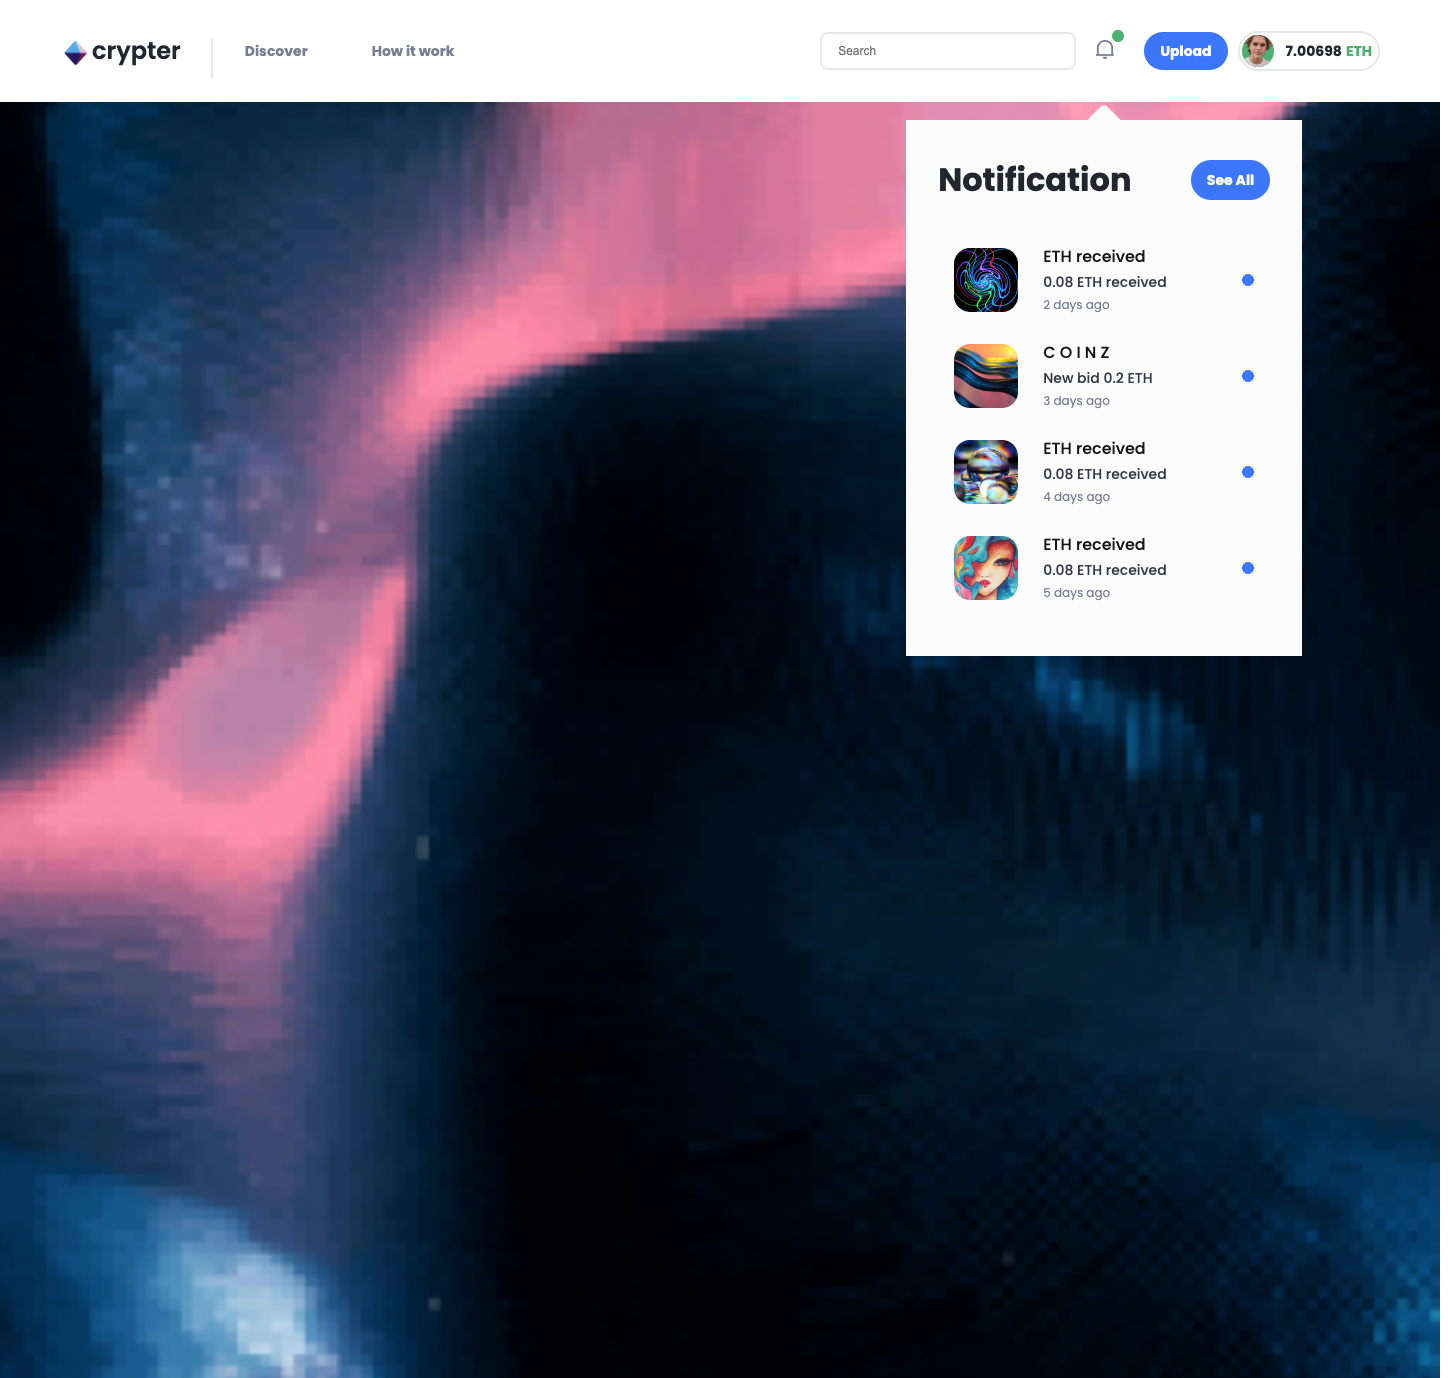 crypter
Discover
How it work
Search
Upload
7.00698 ETH
Notification
See All
ETH received
0.08 ETH received
2 days ago
C O I N Z
New bid 0.2 ETH
3 days ago
ETH received
0.08 ETH received
4 days ago
ETH received
0.08 ETH received
5 days ago